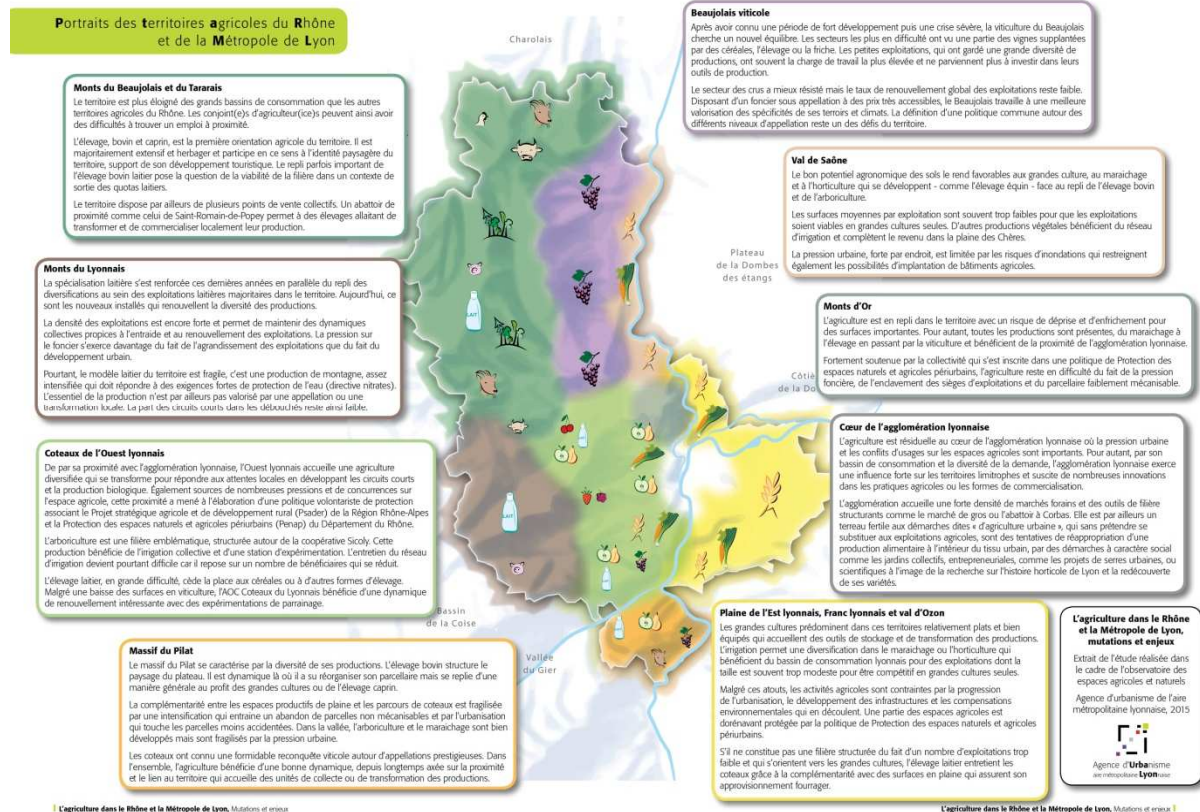 Portraits des territoires agricoles du Rhône
et de la Métropole de Lyon
Monts du Beaujolais et du Tararais
Le territoire est plus éloigné des grands bassins de consommation que les autres
territoires agricoles du Rhône. Les conjoint(e)s d'agriculteur(ice)s peuvent ainsi avoir
des difficultés à trouver un emploi à proximité.
L'élevage, bovin et caprin, est la première orientation agricole du territoire. Il est
majoritairement extensif et herbager et participe en ce sens à l'identité paysagère du
territoire, support de son développement touristique. Le repli parfois important de
l'élevage bovin laitier pose la question de la viabilité de la filière dans un contexte de
sortie des quotas laitiers.
Le territoire dispose par ailleurs de plusieurs points de vente collectifs. Un abattoir de
proximité comme celui de Saint-Romain-de-Popey permet à des élevages allaitant de
transformer et de commercialiser localement leur production.
Monts du Lyonnais
La spécialisation laitière s'est renforcée ces dernières années en parallèle du repli des
diversifications au sein des exploitations laitières majoritaires dans le territoire. Aujourd'hui, ce
sont les nouveaux installés qui renouvellent la diversité des productions.
La densité des exploitations est encore forte et permet de maintenir des dynamiques
collectives propices à l'entraide et au renouvellement des exploitations. La pression sur
le foncier s'exerce davantage du fait de l'agrandissement des exploitations que du fait du
développement urbain.
Pourtant, le modèle laitier du territoire est fragile, c'est une production de montagne, assez
intensifiée qui doit répondre à des exigences fortes de protection de l'eau (directive nitrates).
L'essentiel de la production n'est par ailleurs pas valorisé par une appellation ou une
transformation locale. La part des circuits courts dans les débouchés reste ainsi faible.
Coteaux de l'Ouest lyonnais
De par sa proximité avec l'agglomération lyonnaise, l'Ouest lyonnais accueille une agriculture
diversifiée qui se transforme pour répondre aux attentes locales en développant les circuits courts
et la production biologique. Également sources de nombreuses pressions et de concurrences sur
l'espace agricole, cette proximité a mené à l'élaboration d'une politique volontariste de protection
associant le Projet stratégique agricole et de développement rural (Psader) de la Région Rhône-Alpes
et la Protection des espaces naturels et agricoles périurbains (Penap) du Département du Rhône.
L'arboriculture est une filière emblématique, structurée autour de la coopérative Sicoly. Cette
production bénéficie de l'irrigation collective et d'une station d'expérimentation. L'entretien du réseau
d'irrigation devient pourtant difficile car il repose sur un nombre de bénéficiaires qui se réduit.
L'élevage laitier, en grande difficulté, cède la place aux céréales ou à d'autres formes d'élevage.
Malgré une baisse des surfaces en viticulture, l'AOC Coteaux du Lyonnais bénéficie d'une dynamique
de renouvellement intéressante avec des expérimentations de parrainage.
Massif du Pilat
Le massif du Pilat se caractérise par la diversité de ses productions. L'élevage bovin structure le
paysage du plateau. Il est dynamique là où il a su réorganiser son parcellaire mais se replie d'une
manière générale au profit des grandes cultures ou de l'élevage caprin.
La complémentarité entre les espaces productifs de plaine et les parcours de coteaux est fragilisée
par une intensification qui entraine un abandon de parcelles non mécanisables et par l'urbanisation
qui touche les parcelles moins accidentées. Dans la vallée, l'arboriculture et le maraichage sont bien
développés mais sont fragilisés par la pression urbaine.
Les coteaux ont connu une formidable reconquête viticole autour d'appellations prestigieuses. Dans
l'ensemble, l'agriculture bénéficie d'une bonne dynamique, depuis longtemps axée sur la proximité
et le lien au territoire qui accueille des unités de collecte ou de transformation des productions.
Charolais
Plateau
de la Dombes
des étangs
Côtiè
de la Do
Bassin
de la Coise
Vallée
du Gier
LAIT
LAIT
Beaujolais viticole
Après avoir connu une période de fort développement puis une crise sévère, la viticulture du Beaujolais
cherche un nouvel équilibre. Les secteurs les plus en difficulté ont vu une partie des vignes supplantées
par des céréales, l'élevage ou la friche. Les petites exploitations, qui ont gardé une grande diversité de
productions, ont souvent la charge de travail la plus élevée et ne parviennent plus à investir dans leurs
outils de production.
Le secteur des crus a mieux résisté mais le taux de renouvellement global des exploitations reste faible.
Disposant d'un foncier sous appellation à des prix très accessibles, le Beaujolais travaille à une meilleure
valorisation des spécificités de ses terroirs et climats. La définition d'une politique commune autour des
différents niveaux d'appellation reste un des défis du territoire.
Val de Saône
Le bon potentiel agronomique des sols le rend favorables aux grandes culture, au maraichage
et à l'horticulture qui se développent - comme l'élevage équin - face au repli de l'élevage bovin
et de l'arboriculture.
Les surfaces moyennes par exploitation sont souvent trop faibles pour que les exploitations
soient viables en grandes cultures seules. D'autres productions végétales bénéficient du réseau
d'irrigation et complètent le revenu dans la plaine des Chères.
La pression urbaine, forte par endroit, est limitée par les risques d'inondations qui restreignent
également les possibilités d'implantation de bâtiments agricoles.
Monts d'Or
L'agriculture est en repli dans le territoire avec un risque de déprise et d'enfrichement pour
des surfaces importantes. Pour autant, toutes les productions sont présentes, du maraichage à
l'élevage en passant par la viticulture et bénéficient de la proximité de l'agglomération lyonnaise.
Fortement soutenue par la collectivité qui s'est inscrite dans une politique de Protection des
espaces naturels et agricoles périurbains, l'agriculture reste en difficulté du fait de la pression
foncière, de l'enclavement des sièges d'exploitations et du parcellaire faiblement mécanisable.
Cœur de l'agglomération lyonnaise
L'agriculture est résiduelle au cœur de l'agglomération lyonnaise où la pression urbaine
et les conflits d'usages sur les espaces agricoles sont importants. Pour autant, par son
bassin de consommation et la diversité de la demande, l'agglomération lyonnaise exerce
une influence forte sur les territoires limitrophes et suscite de nombreuses innovations
dans les pratiques agricoles ou les formes de commercialisation.
L'agglomération accueille une forte densité de marchés forains et des outils de filière
structurants comme le marché de gros ou l'abattoir à Corbas. Elle est par ailleurs un
terreau fertile aux démarches dites « d'agriculture urbaine », qui sans prétendre se
substituer aux exploitations agricoles, sont des tentatives de réappropriation d'une
production alimentaire à l'intérieur du tissu urbain, par des démarches à caractère social
comme les jardins collectifs, entrepreneuriales, comme les projets de serres urbaines, ou
scientifiques à l'image de la recherche sur l'histoire horticole de Lyon et la redécouverte
de ses variétés.
Plaine de l'Est lyonnais, Franc lyonnais et val d'Ozon
Les grandes cultures prédominent dans ces territoires relativement plats et bien
équipés qui accueillent des outils de stockage et de transformation des productions.
L'irrigation permet une diversification dans le maraichage ou l'horticulture qui
bénéficient du bassin de consommation lyonnais pour des exploitations dont la
taille est souvent trop modeste pour être compétitif en grandes cultures seules.
Malgré ces atouts, les activités agricoles sont contraintes par la progression
de l'urbanisation, le développement des infrastructures et les compensations
environnementales qui en découlent. Une partie des espaces agricoles est
dorénavant protégée par la politique de Protection des espaces naturels et agricoles
périurbains.
S'il ne constitue pas une filière structurée du fait d'un nombre d'exploitations trop
faible et qui s'orientent vers les grandes cultures, l'élevage laitier entretient les
coteaux grâce à la complémentarité avec des surfaces en plaine qui assurent son
approvisionnement fourrager.
L'agriculture dans le Rhône
et la Métropole de Lyon,
mutations et enjeux
Extrait de l'étude réalisée dans
le cadre de l'observatoire des
espaces agricoles et naturels
Agence d'urbanisme de l'aire
métropolitaine lyonnaise, 2015
Agence d'Urbanisme
aire métropolitaine Lyonnaise
L'agriculture dans le Rhône et la Métropole de Lyon, Mutations et enjeux
L'agriculture dans le Rhône et la Métropole de Lyon, Mutations et enjeux